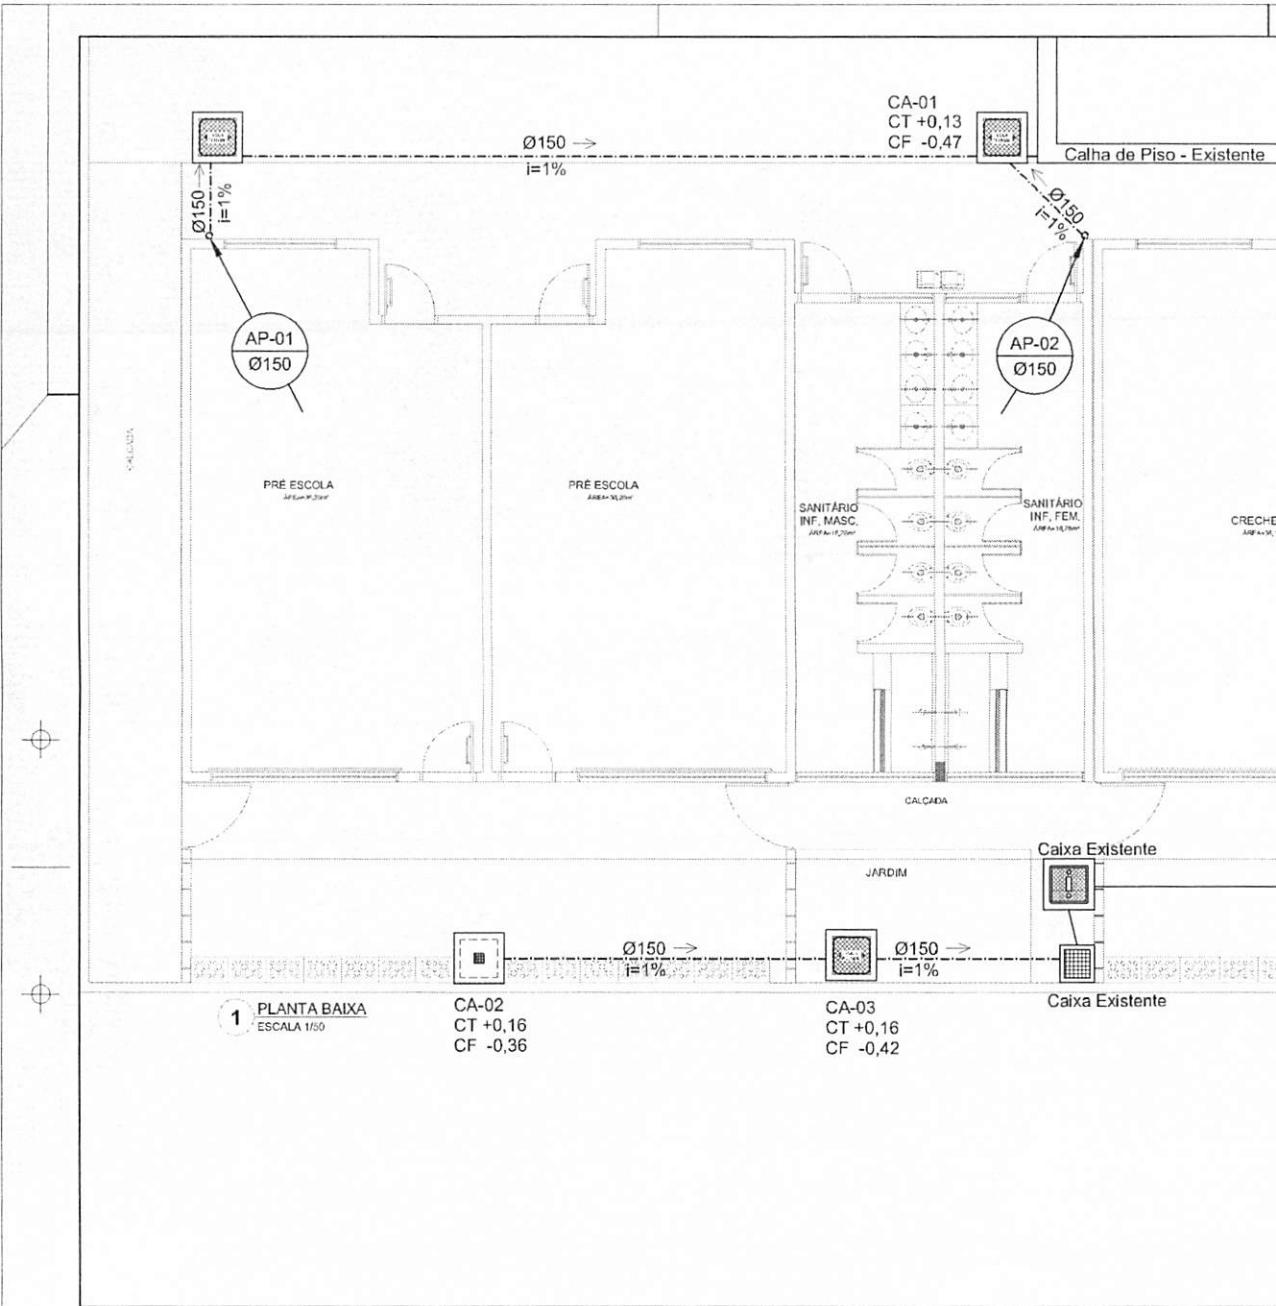 CA-01
CT +0,13
CF -0,47
Ø150
i=1%
Calha de Piso - Existente
Ø150
i=1%
Ø150
i=1%
AP-01
Ø150
AP-02
Ø150
CALÇADA
PRÉ ESCOLA
PRÉ ESCOLA
SANITÁRIO
INF. MASC.
SANITÁRIO
INF. FEM.
CRECHE
CALÇADA
Caixa Existente
JARDIM
Ø150
i=1%
Ø150
i=1%
Caixa Existente
1 PLANTA BAIXA
ESCALA 1/50
CA-02
CT +0,16
CF -0,36
CA-03
CT +0,16
CF -0,42